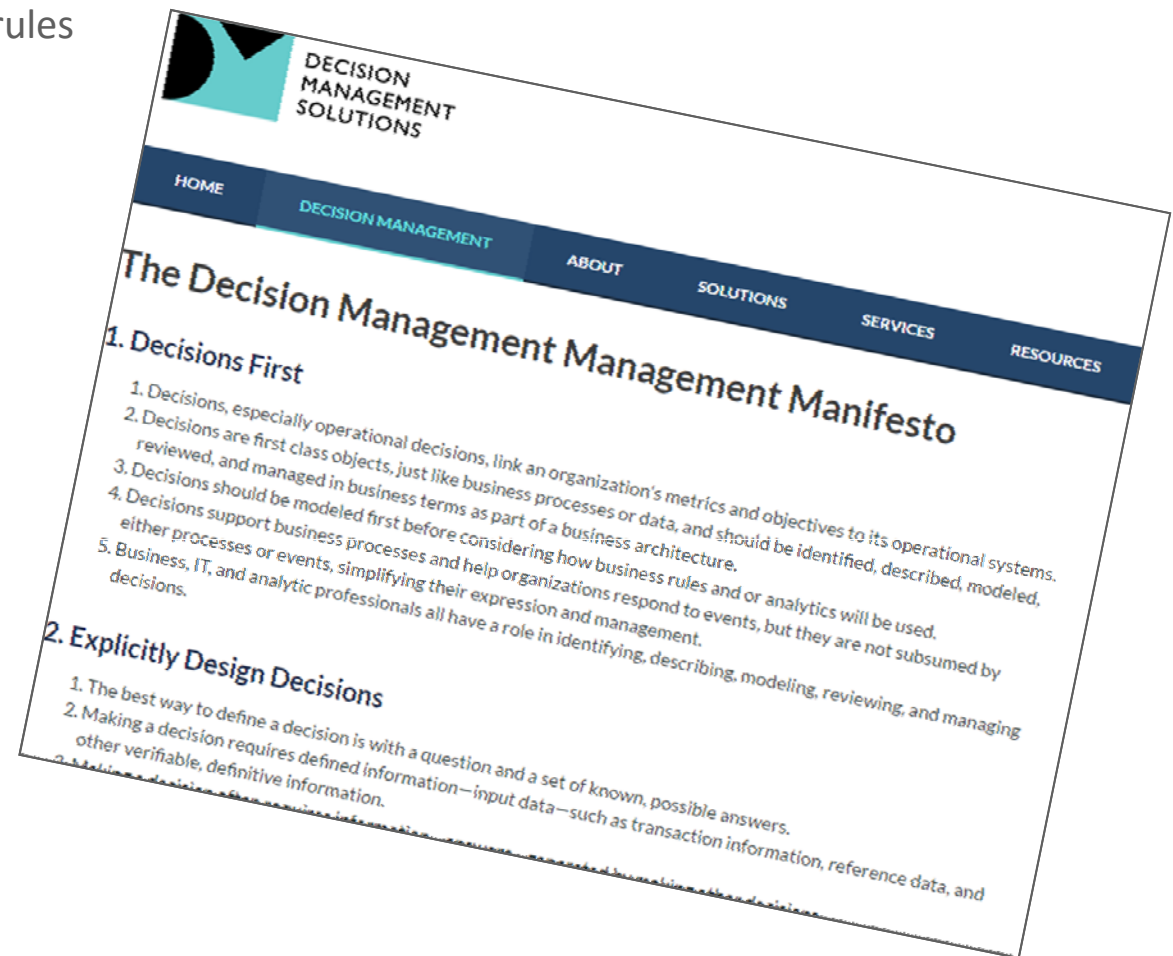 rules
DECISION
MANAGEMENT
SOLUTIONS
HOME
DECISION MANAGEMENT
ABOUT
SOLUTIONS
SERVICES
RESOURCES
The Decision Management Management Manifesto
1. Decisions First
1. Decisions, especially operational decisions, link an organization's metrics and objectives to its operational systems.
2. Decisions are first class objects, just like business processes or data, and should be identified, described, modeled,
reviewed, and managed in business terms as part of a business architecture.
3. Decisions should be modeled first before considering how business rules and or analytics will be used.
4. Decisions support business processes and help organizations respond to events, but they are not subsumed by
either processes or events, simplifying their expression and management.
5. Business, IT, and analytic professionals all have a role in identifying, describing, modeling, reviewing, and managing
decisions.
2. Explicitly Design Decisions
1. The best way to define a decision is with a question and a set of known, possible answers.
2. Making a decision requires defined information—input data—such as transaction information, reference data, and
other verifiable, definitive information.